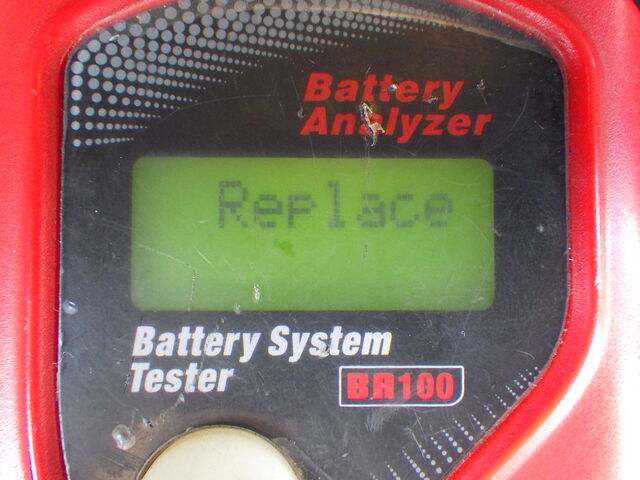 Battery
Analyzer
Replace
Battery System
Tester
BR100